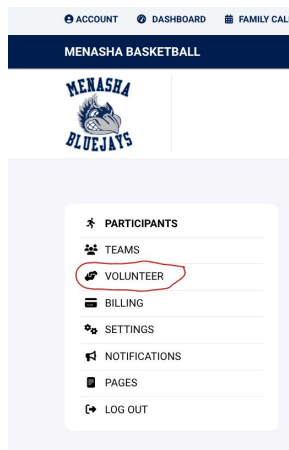 ACCOUNT DASHBOARD FAMILY CAL
MENASHA BASKETBALL
MENASHA
BLUEJAYS
PARTICIPANTS
TEAMS
VOLUNTEER
BILLING
SETTINGS
NOTIFICATIONS
PAGES
LOG OUT